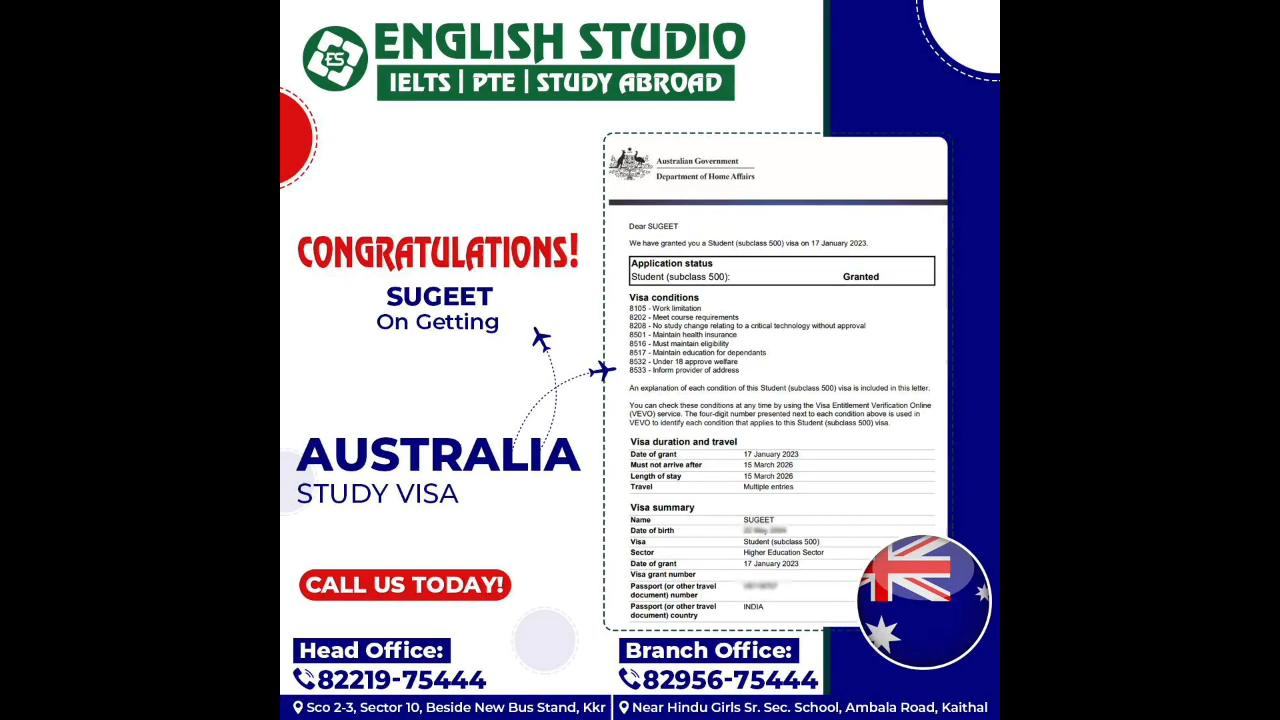 ES
ENGLISH STUDIO
IELTS | PTE | STUDY ABROAD
CONGRATULATIONS!
SUGEET
On Getting
AUSTRALIA
STUDY VISA
CALL US TODAY!
Australian Government
Department of Home Affairs
Dear SUGEET
We have granted you a Student (subclass 500) visa on 17 January 2023.
Application status
Student (subclass 500): Granted
Visa conditions
8105 - Work limitation
8202 - Meet course requirements
8208 - No study change relating to a critical technology without approval
8501 - Maintain health insurance
8516 - Must maintain eligibility
8517 - Maintain education for dependants
8532 - Under 18 approve welfare
8533 - Inform provider of address
An explanation of each condition of this Student (subclass 500) visa is included in this letter.
You can check these conditions at any time by using the Visa Entitlement Verification Online
(VEVO) service. The four-digit number presented next to each condition above is used in
VEVO to identify each condition that applies to this Student (subclass 500) visa.
Visa duration and travel
Date of grant 17 January 2023
Must not arrive after 15 March 2026
Length of stay 15 March 2026
Travel Multiple entries
Visa summary
Name SUGEET
Date of birth
Visa Student (subclass 500)
Sector Higher Education Sector
Date of grant 17 January 2023
Visa grant number
Passport (or other travel
document) number
Passport (or other travel INDIA
document) country
Head Office:
82219-75444
Sco 2-3, Sector 10, Beside New Bus Stand, Kkr
Branch Office:
82956-75444
Near Hindu Girls Sr. Sec. School, Ambala Road, Kaithal